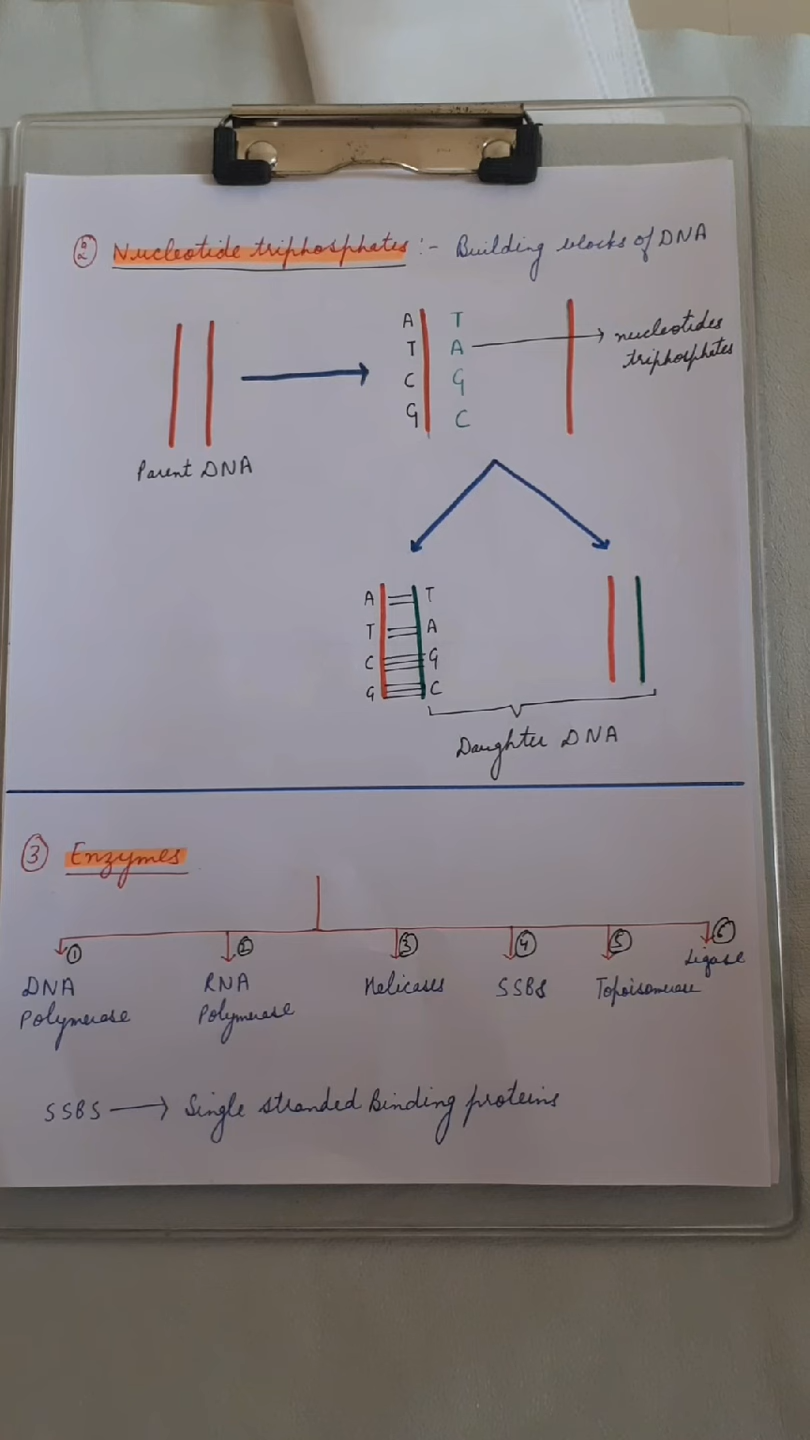 ② Nucleotide triphosphates :- Building blocks of DNA
A T
T A → nucleotides triphosphates
C G
G C
Parent DNA
A T
T A
C G
G C
Daughter DNA
③ Enzymes
① ② ③ ④ ⑤ ⑥
DNA Polymerase
RNA Polymerase
Helicases
SSBS
Topoisomerase
Ligase
SSBS → Single stranded Binding proteins